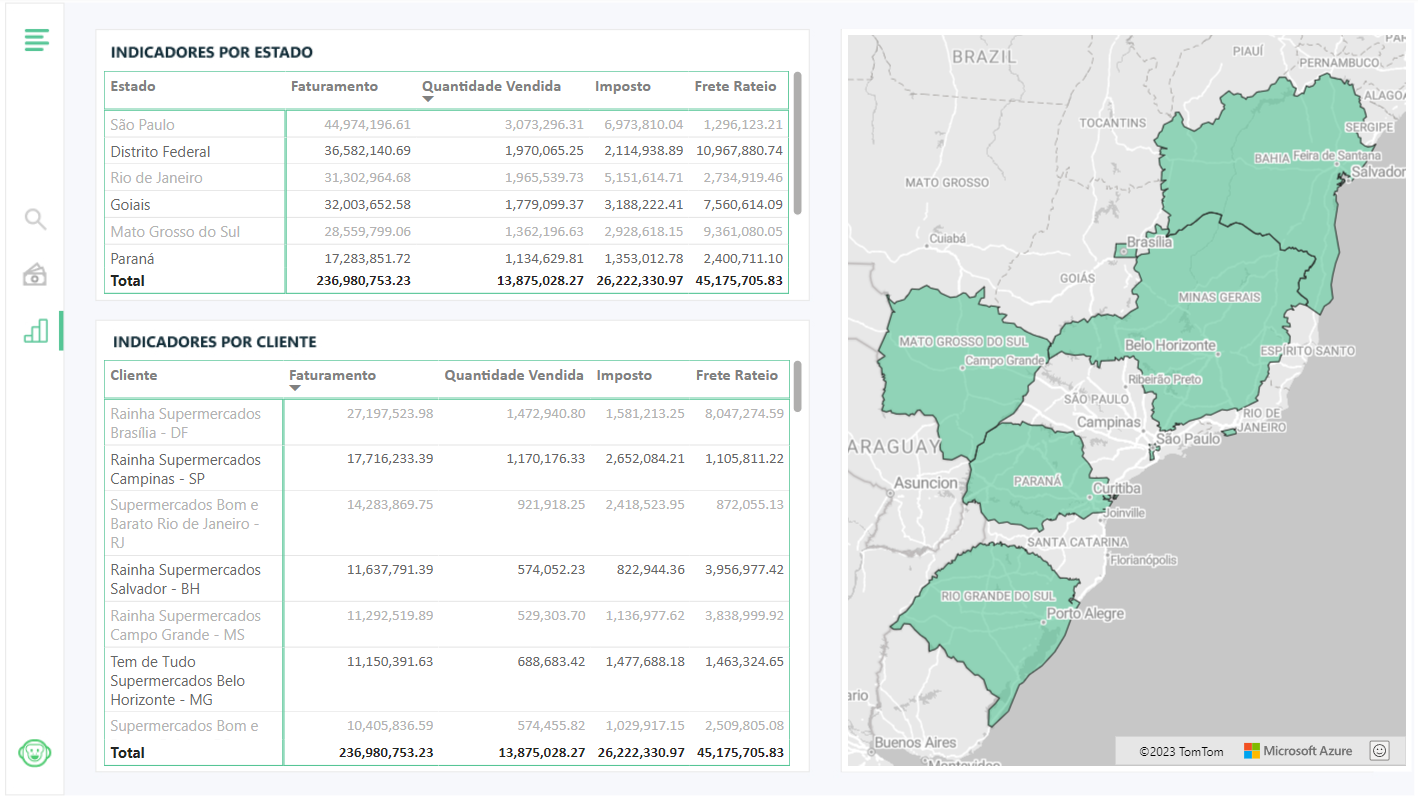 INDICADORES POR ESTADO
Estado Faturamento Quantidade Vendida Imposto Frete Rateio
São Paulo 44,974,196.61 3,073,296.31 6,973,810.04 1,296,123.21
Distrito Federal 36,582,140.69 1,970,065.25 2,114,938.89 10,967,880.74
Rio de Janeiro 31,302,964.68 1,965,539.73 5,151,614.71 2,734,919.46
Goiais 32,003,652.58 1,779,099.37 3,188,222.41 7,560,614.09
Mato Grosso do Sul 28,559,799.06 1,362,196.63 2,928,618.15 9,361,080.05
Paraná 17,283,851.72 1,134,629.81 1,353,012.78 2,400,711.10
Total 236,980,753.23 13,875,028.27 26,222,330.97 45,175,705.83
INDICADORES POR CLIENTE
Cliente Faturamento Quantidade Vendida Imposto Frete Rateio
Rainha Supermercados 27,197,523.98 1,472,940.80 1,581,213.25 8,047,274.59
Brasília - DF
Rainha Supermercados 17,716,233.39 1,170,176.33 2,652,084.21 1,105,811.22
Campinas - SP
Supermercados Bom e 14,283,869.75 921,918.25 2,418,523.95 872,055.13
Barato Rio de Janeiro -
RJ
Rainha Supermercados 11,637,791.39 574,052.23 822,944.36 3,956,977.42
Salvador - BH
Rainha Supermercados 11,292,519.89 529,303.70 1,136,977.62 3,838,999.92
Campo Grande - MS
Tem de Tudo 11,150,391.63 688,683.42 1,477,688.18 1,463,324.65
Supermercados Belo
Horizonte - MG
Supermercados Bom e 10,405,836.59 574,455.82 1,029,917.15 2,509,805.08
Total 236,980,753.23 13,875,028.27 26,222,330.97 45,175,705.83
BRAZIL
PIAUÍ
PERNAMBUCO
ALAGOA
TOCANTINS
SERGIPE
BAHIA
Feira de Santana
Salvador
MATO GROSSO
Cuiabá
Brasília
GOIÁS
MINAS GERAIS
MATO GROSSO DO SUL
Campo Grande
Belo Horizonte
ESPÍRITO SANTO
Ribeirão Preto
SÃO PAULO
RIO DE
JANEIRO
Campinas
São Paulo
ARAGUAY
Asuncion
PARANÁ
Curitiba
Joinville
SANTA CATARINA
Florianópolis
RIO GRANDE DO SUL
Porto Alegre
ario
Buenos Aires
Montevideo
©2023 TomTom
Microsoft Azure